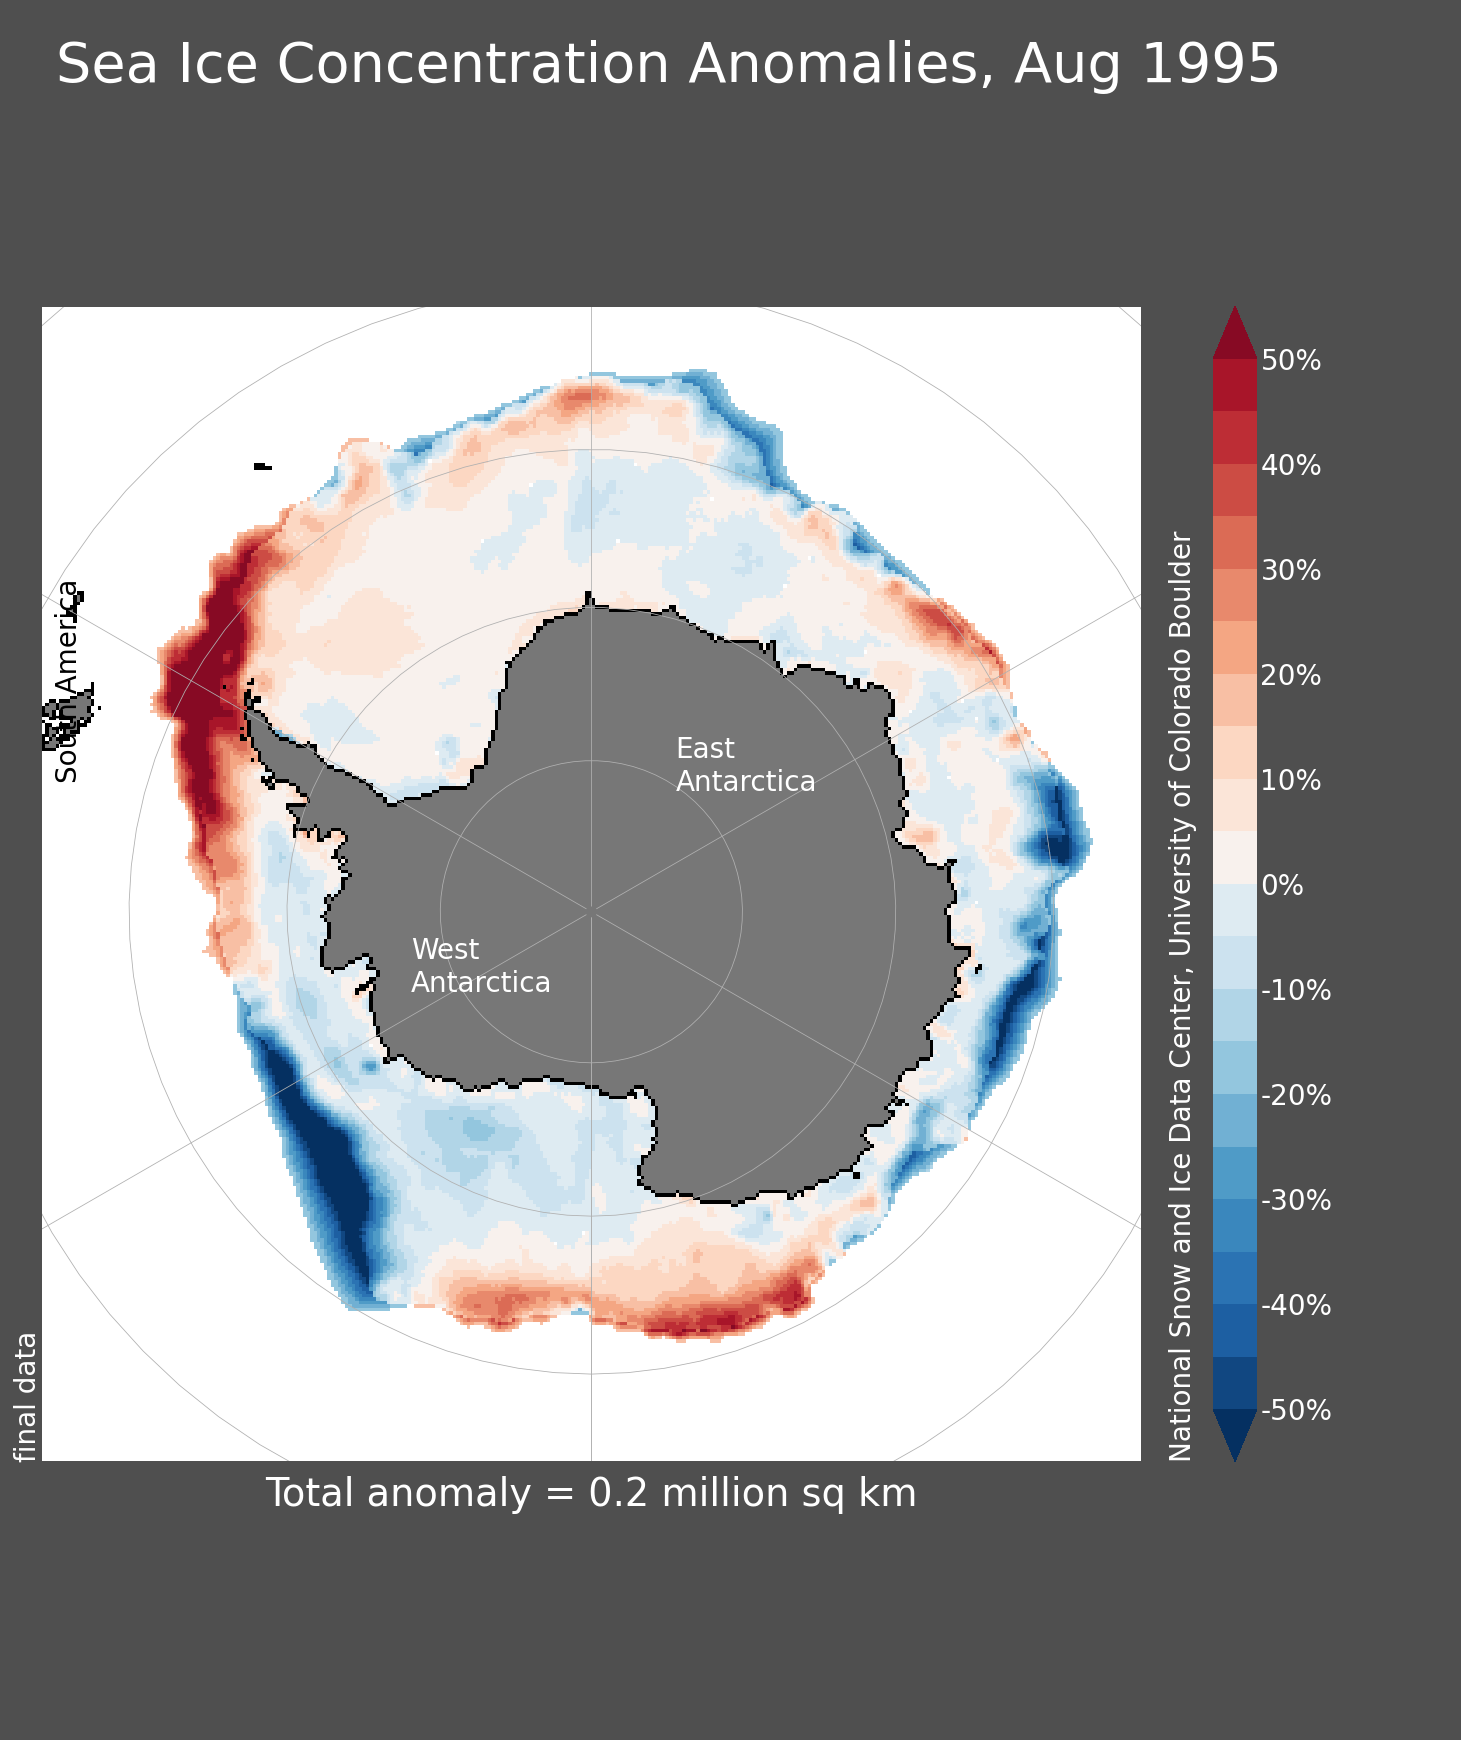 Sea Ice Concentration Anomalies, Aug 1995
South America
East
Antarctica
West
Antarctica
final data
National Snow and Ice Data Center, University of Colorado Boulder
50%
40%
30%
20%
10%
0%
-10%
-20%
-30%
-40%
-50%
Total anomaly = 0.2 million sq km